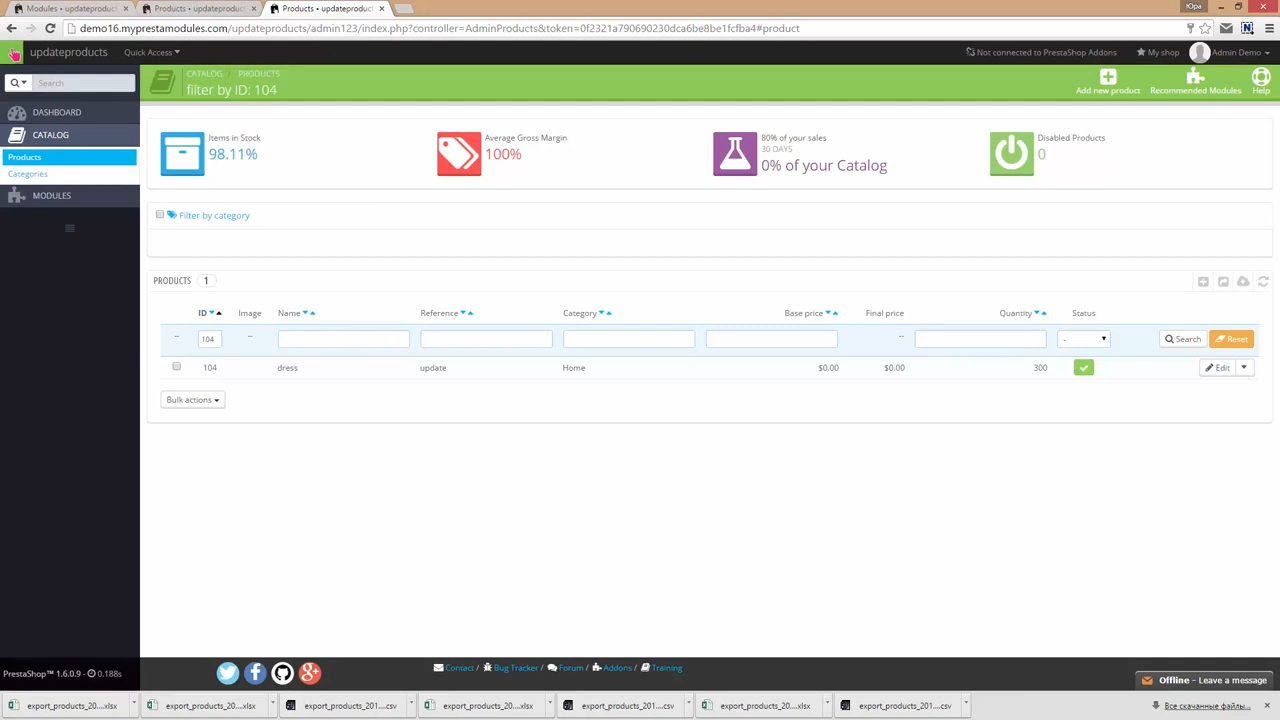 Modules • updateproduct
Products • updateproduct
Products • updateproduct
Юра
demo16.myprestamodules.com/updateproducts/admin123/index.php?controller=AdminProducts&token=0f2321a790690230dca6be8be1fcfba4#product
updateproducts
Quick Access
Not connected to PrestaShop Addons
My shop
Admin Demo
Search
CATALOG / PRODUCTS
filter by ID: 104
Add new product
Recommended Modules
Help
DASHBOARD
CATALOG
Products
Categories
MODULES
Items in Stock
98.11%
Average Gross Margin
100%
80% of your sales
30 DAYS
0% of your Catalog
Disabled Products
0
Filter by category
PRODUCTS 1
ID Image Name Reference Category Base price Final price Quantity Status
-- 104 -- -- - Search Reset
104 dress update Home $0.00 $0.00 300 Edit
Bulk actions
PrestaShop™ 1.6.0.9 - 0.188s
Contact / Bug Tracker / Forum / Addons / Training
Offline - Leave a message
export_products_20....xlsx
export_products_20....xlsx
export_products_201....csv
export_products_20....xlsx
export_products_201....csv
export_products_20....xlsx
export_products_201....csv
Все скачанные файлы...